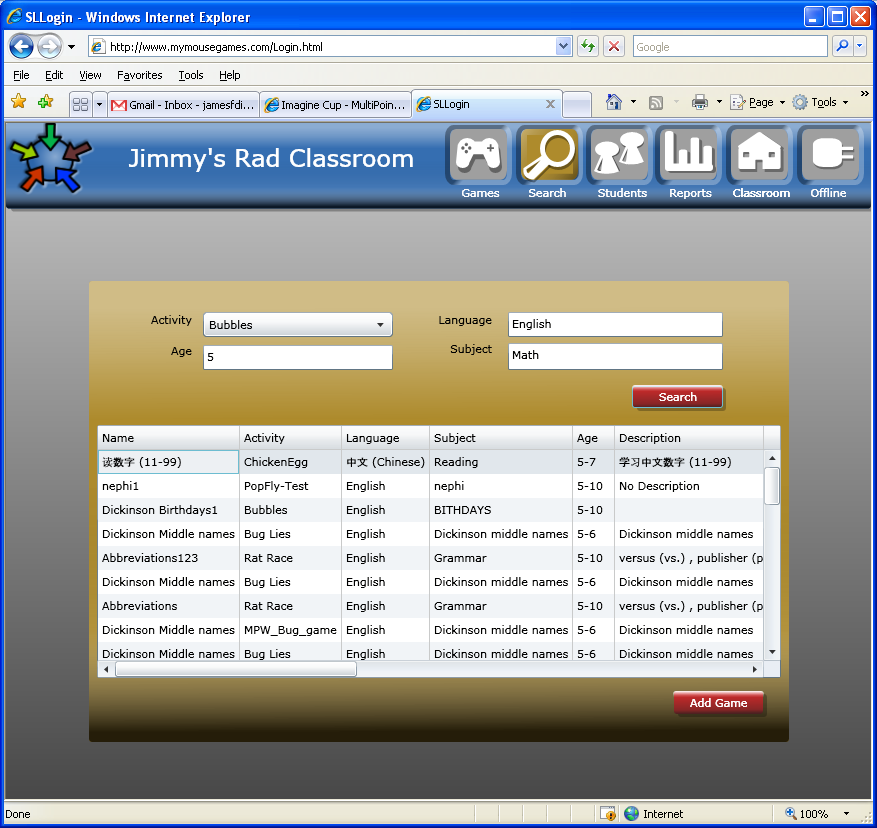 SLLogin - Windows Internet Explorer
http://www.mymousegames.com/Login.html
Google
File Edit View Favorites Tools Help
Gmail - Inbox - jamesfdi... Imagine Cup - MultiPoin... SLLogin Page Tools
Jimmy's Rad Classroom
Games Search Students Reports Classroom Offline
Activity Bubbles Language English
Age 5 Subject Math
Search
Name Activity Language Subject Age Description
读数字 (11-99) ChickenEgg 中文 (Chinese) Reading 5-7 学习中文数字 (11-99)
nephi1 PopFly-Test English nephi 5-10 No Description
Dickinson Birthdays1 Bubbles English BITHDAYS 5-10
Dickinson Middle names Bug Lies English Dickinson middle names 5-6 Dickinson middle names
Abbreviations123 Rat Race English Grammar 5-10 versus (vs.) , publisher (p
Dickinson Middle names Bug Lies English Dickinson middle names 5-6 Dickinson middle names
Abbreviations Rat Race English Grammar 5-10 versus (vs.) , publisher (p
Dickinson Middle names MPW_Bug_game English Dickinson middle names 5-6 Dickinson middle names
Dickinson Middle names Bug Lies English Dickinson middle names 5-6 Dickinson middle names
Add Game
Done Internet 100%